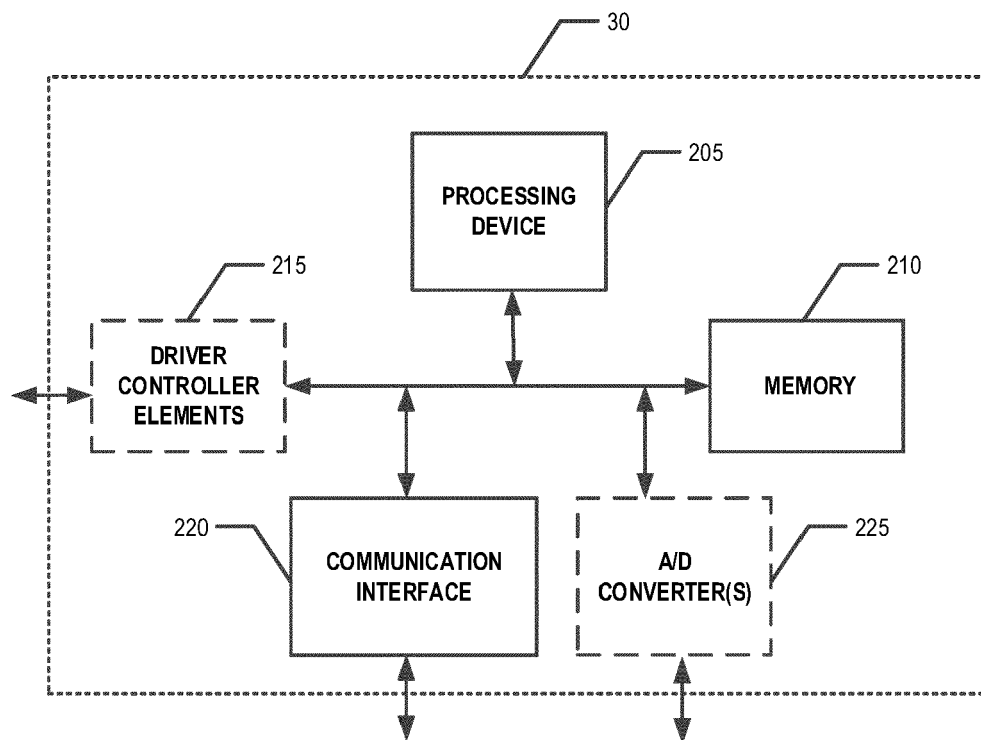 30
PROCESSING
DEVICE
205
215
DRIVER
CONTROLLER
ELEMENTS
210
MEMORY
220
COMMUNICATION
INTERFACE
A/D
CONVERTER(S)
225